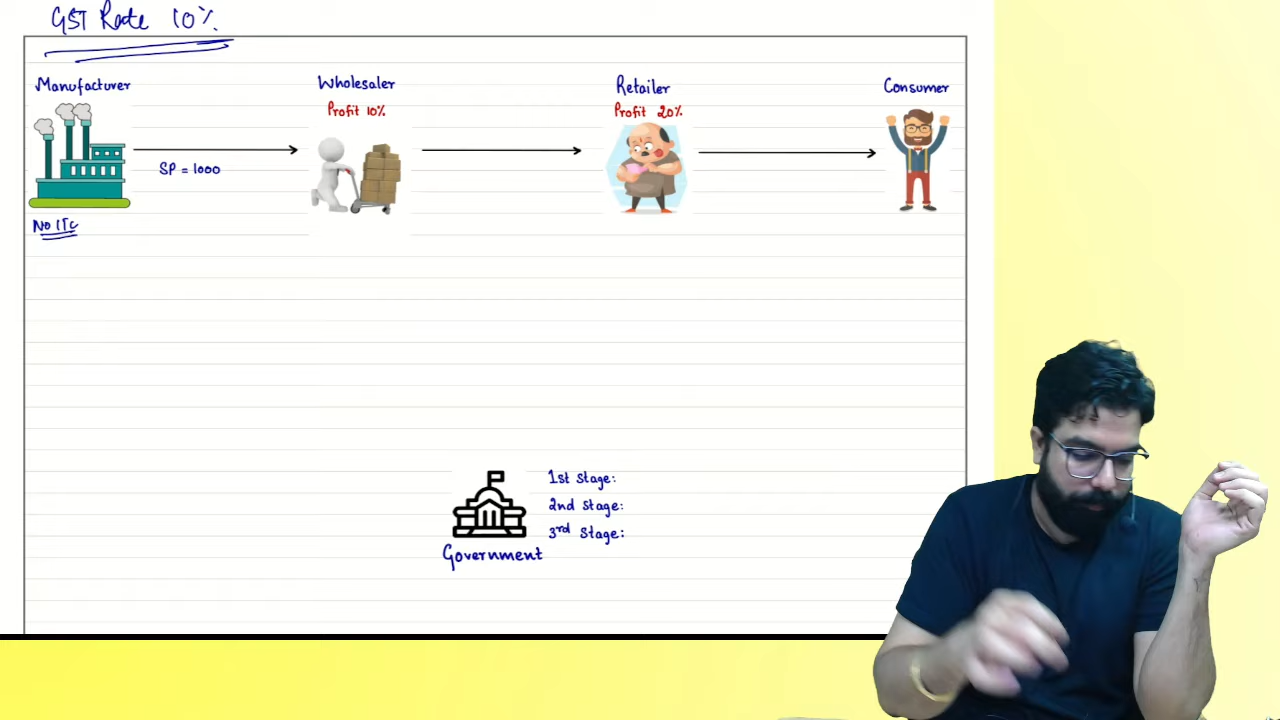 GST Rate 10%
Manufacturer
Wholesaler
Retailer
Consumer
Profit 10%
Profit 20%
SP = 1000
No ITC
1st Stage:
2nd Stage:
3rd Stage:
Government